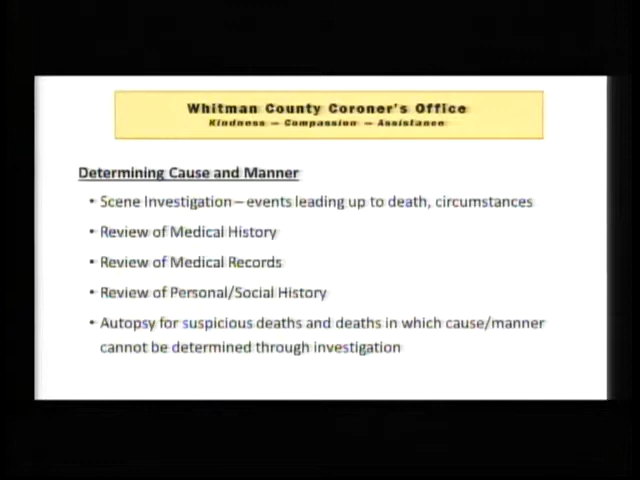 Whitman County Coroner's Office
Kindness — Compassion — Assistance
Determining Cause and Manner
• Scene Investigation – events leading up to death, circumstances
• Review of Medical History
• Review of Medical Records
• Review of Personal/Social History
• Autopsy for suspicious deaths and deaths in which cause/manner
cannot be determined through investigation